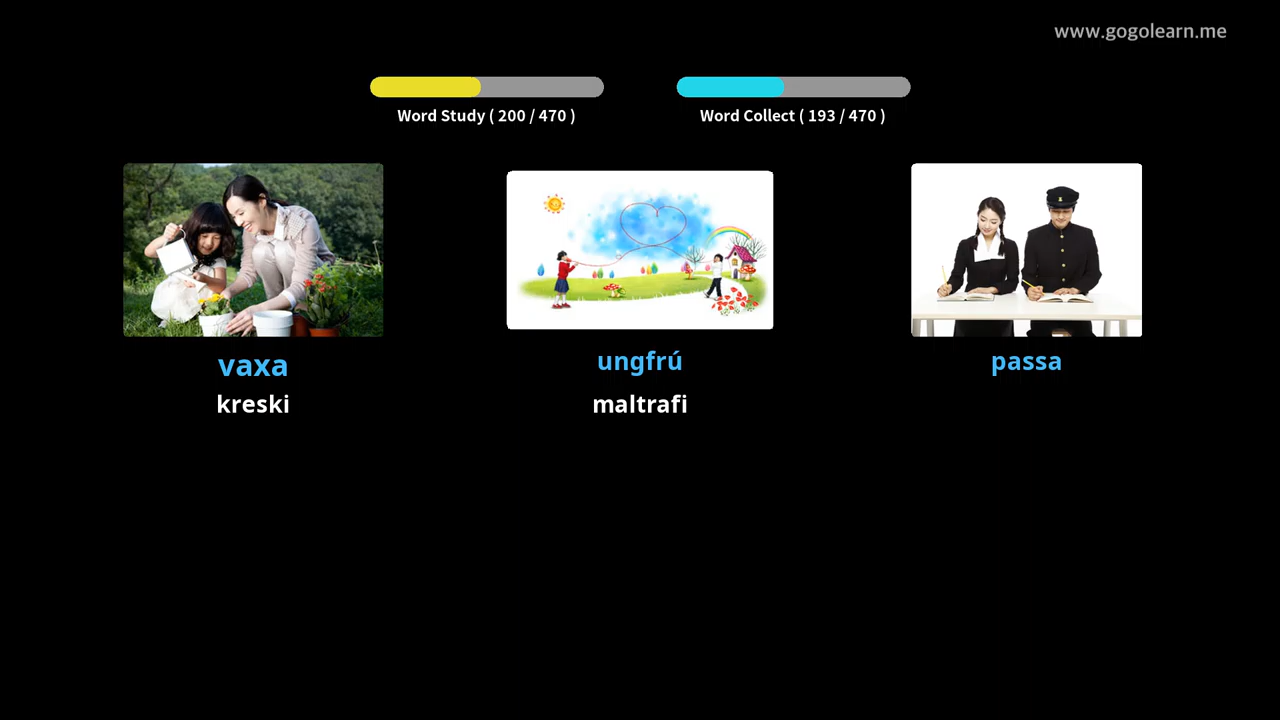 www.gogolearn.me
Word Study ( 200 / 470 )
Word Collect ( 193 / 470 )
vaxa
kreski
ungfrú
maltrafi
passa